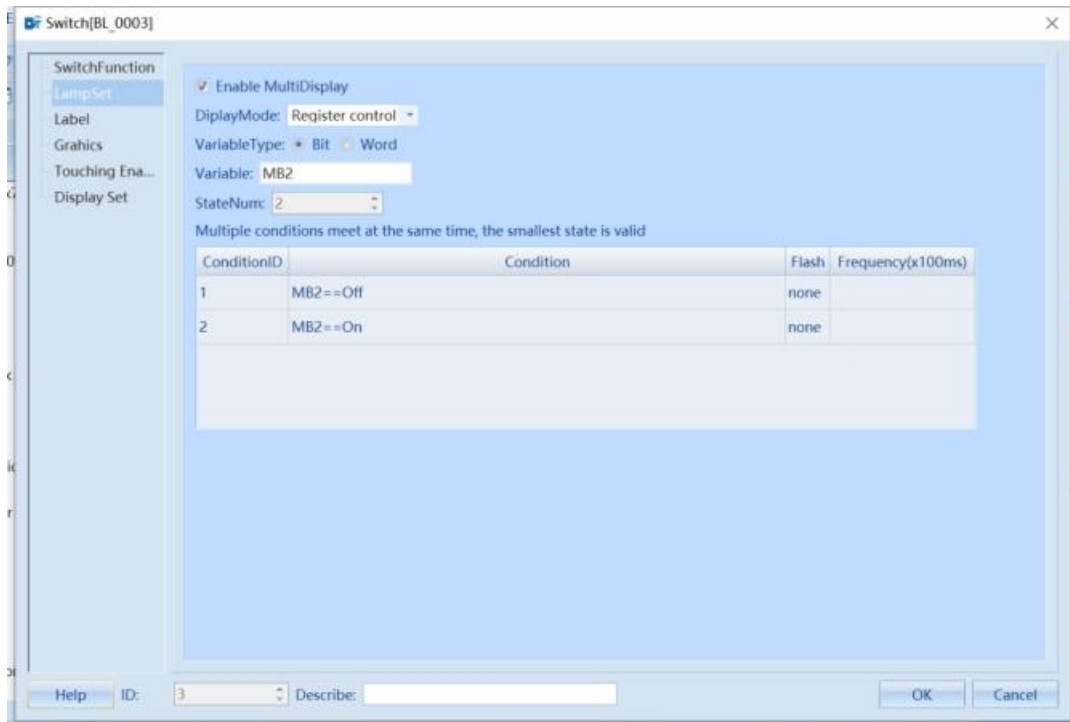 Switch[BL_0003]
SwitchFunction
LampSet
Label
Grahics
Touching Ena...
Display Set
Enable MultiDisplay
DiplayMode: Register control
VariableType: Bit Word
Variable: MB2
StateNum: 2
Multiple conditions meet at the same time, the smallest state is valid
ConditionID Condition Flash Frequency(x100ms)
1 MB2==Off none
2 MB2==On none
Help ID: 3 Describe: OK Cancel